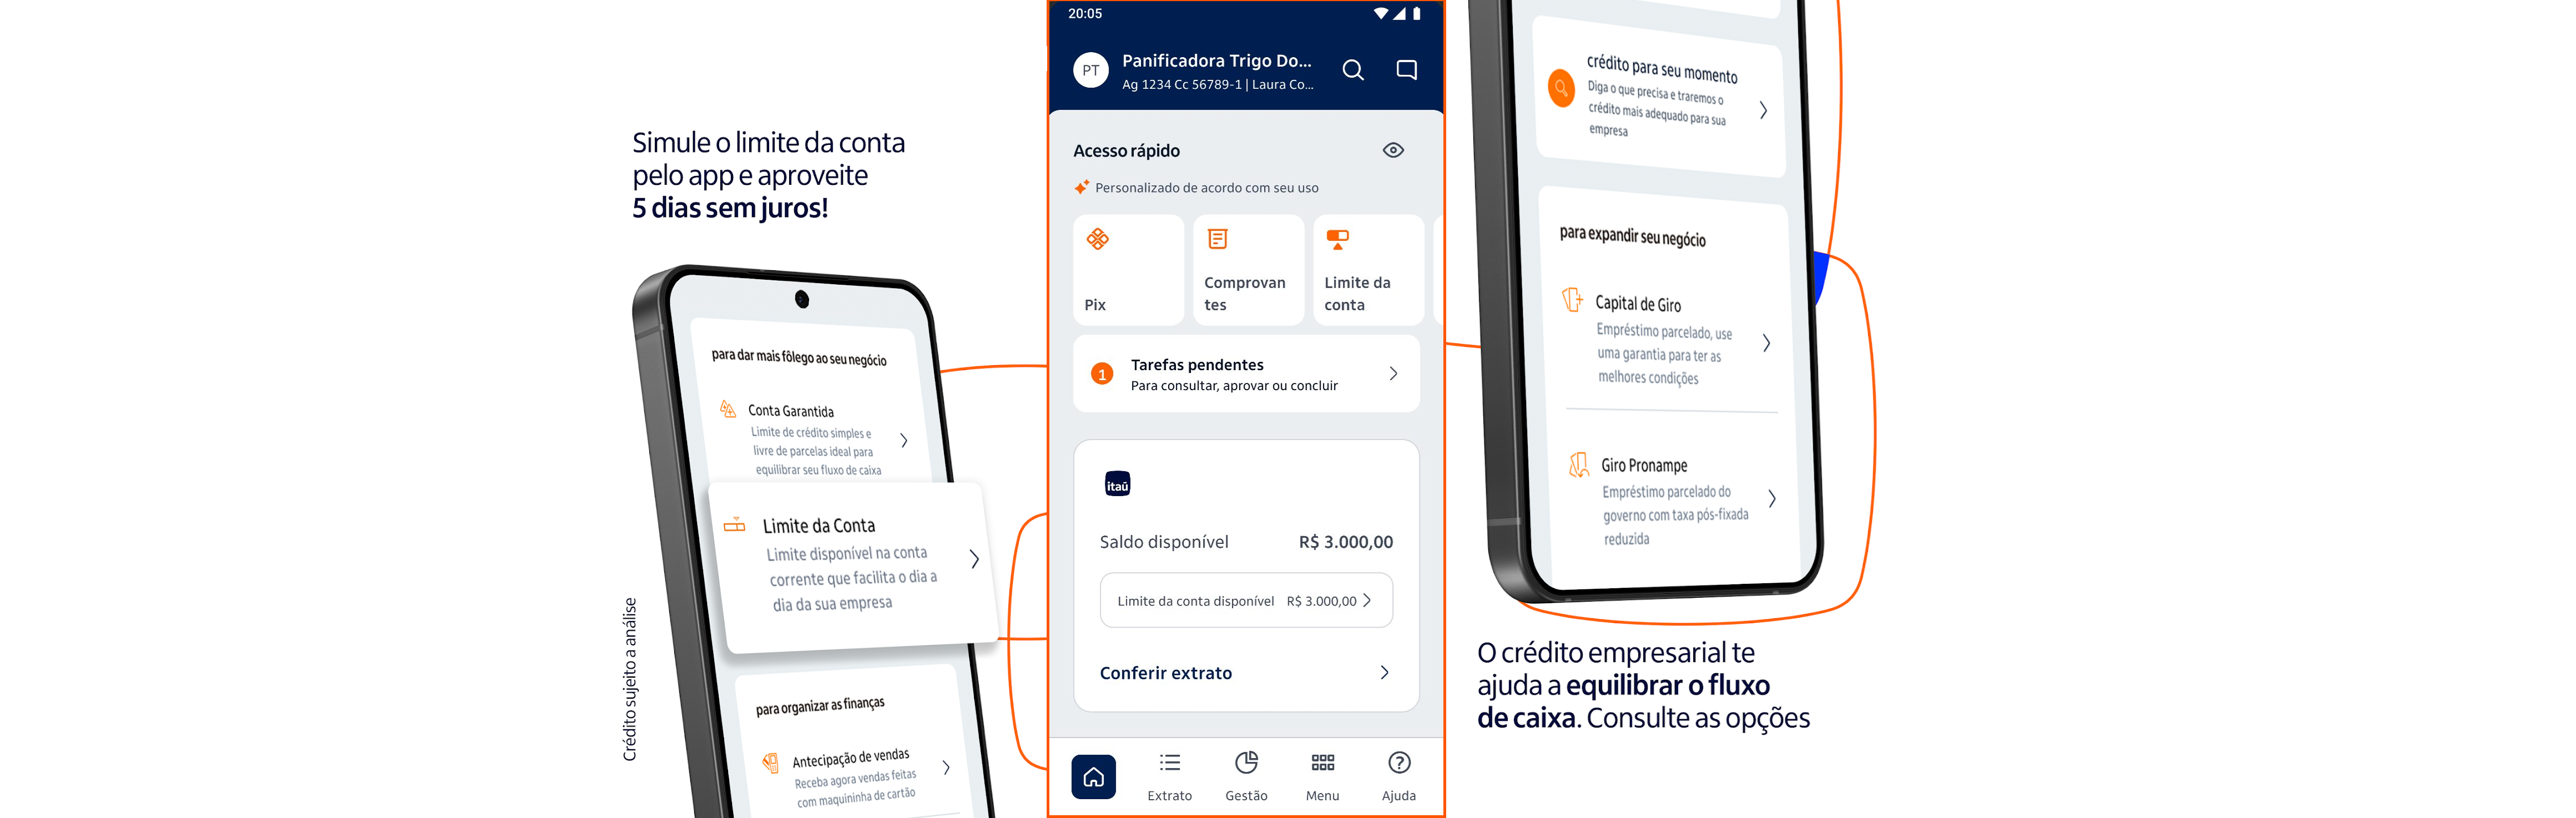 Simule o limite da conta
pelo app e aproveite
5 dias sem juros!
para dar mais fôlego ao seu negócio
Conta Garantida
Limite de crédito simples e
livre de parcelas ideal para
equilibrar seu fluxo de caixa
Limite da Conta
Limite disponível na conta
corrente que facilita o dia a
dia da sua empresa
para organizar as finanças
Antecipação de vendas
Receba agora vendas feitas
com maquininha de cartão
Crédito sujeito a análise
20:05
PT
Panificadora Trigo Do...
Ag 1234 Cc 56789-1 | Laura Co...
Acesso rápido
Personalizado de acordo com seu uso
Pix
Comprovan
tes
Limite da
conta
1
Tarefas pendentes
Para consultar, aprovar ou concluir
itaú
Saldo disponível R$ 3.000,00
Limite da conta disponível R$ 3.000,00
Conferir extrato
Extrato
Gestão
Menu
Ajuda
crédito para seu momento
Diga o que precisa e traremos o
crédito mais adequado para sua
empresa
para expandir seu negócio
Capital de Giro
Empréstimo parcelado, use
uma garantia para ter as
melhores condições
Giro Pronampe
Empréstimo parcelado do
governo com taxa pós-fixada
reduzida
O crédito empresarial te
ajuda a equilibrar o fluxo
de caixa. Consulte as opções